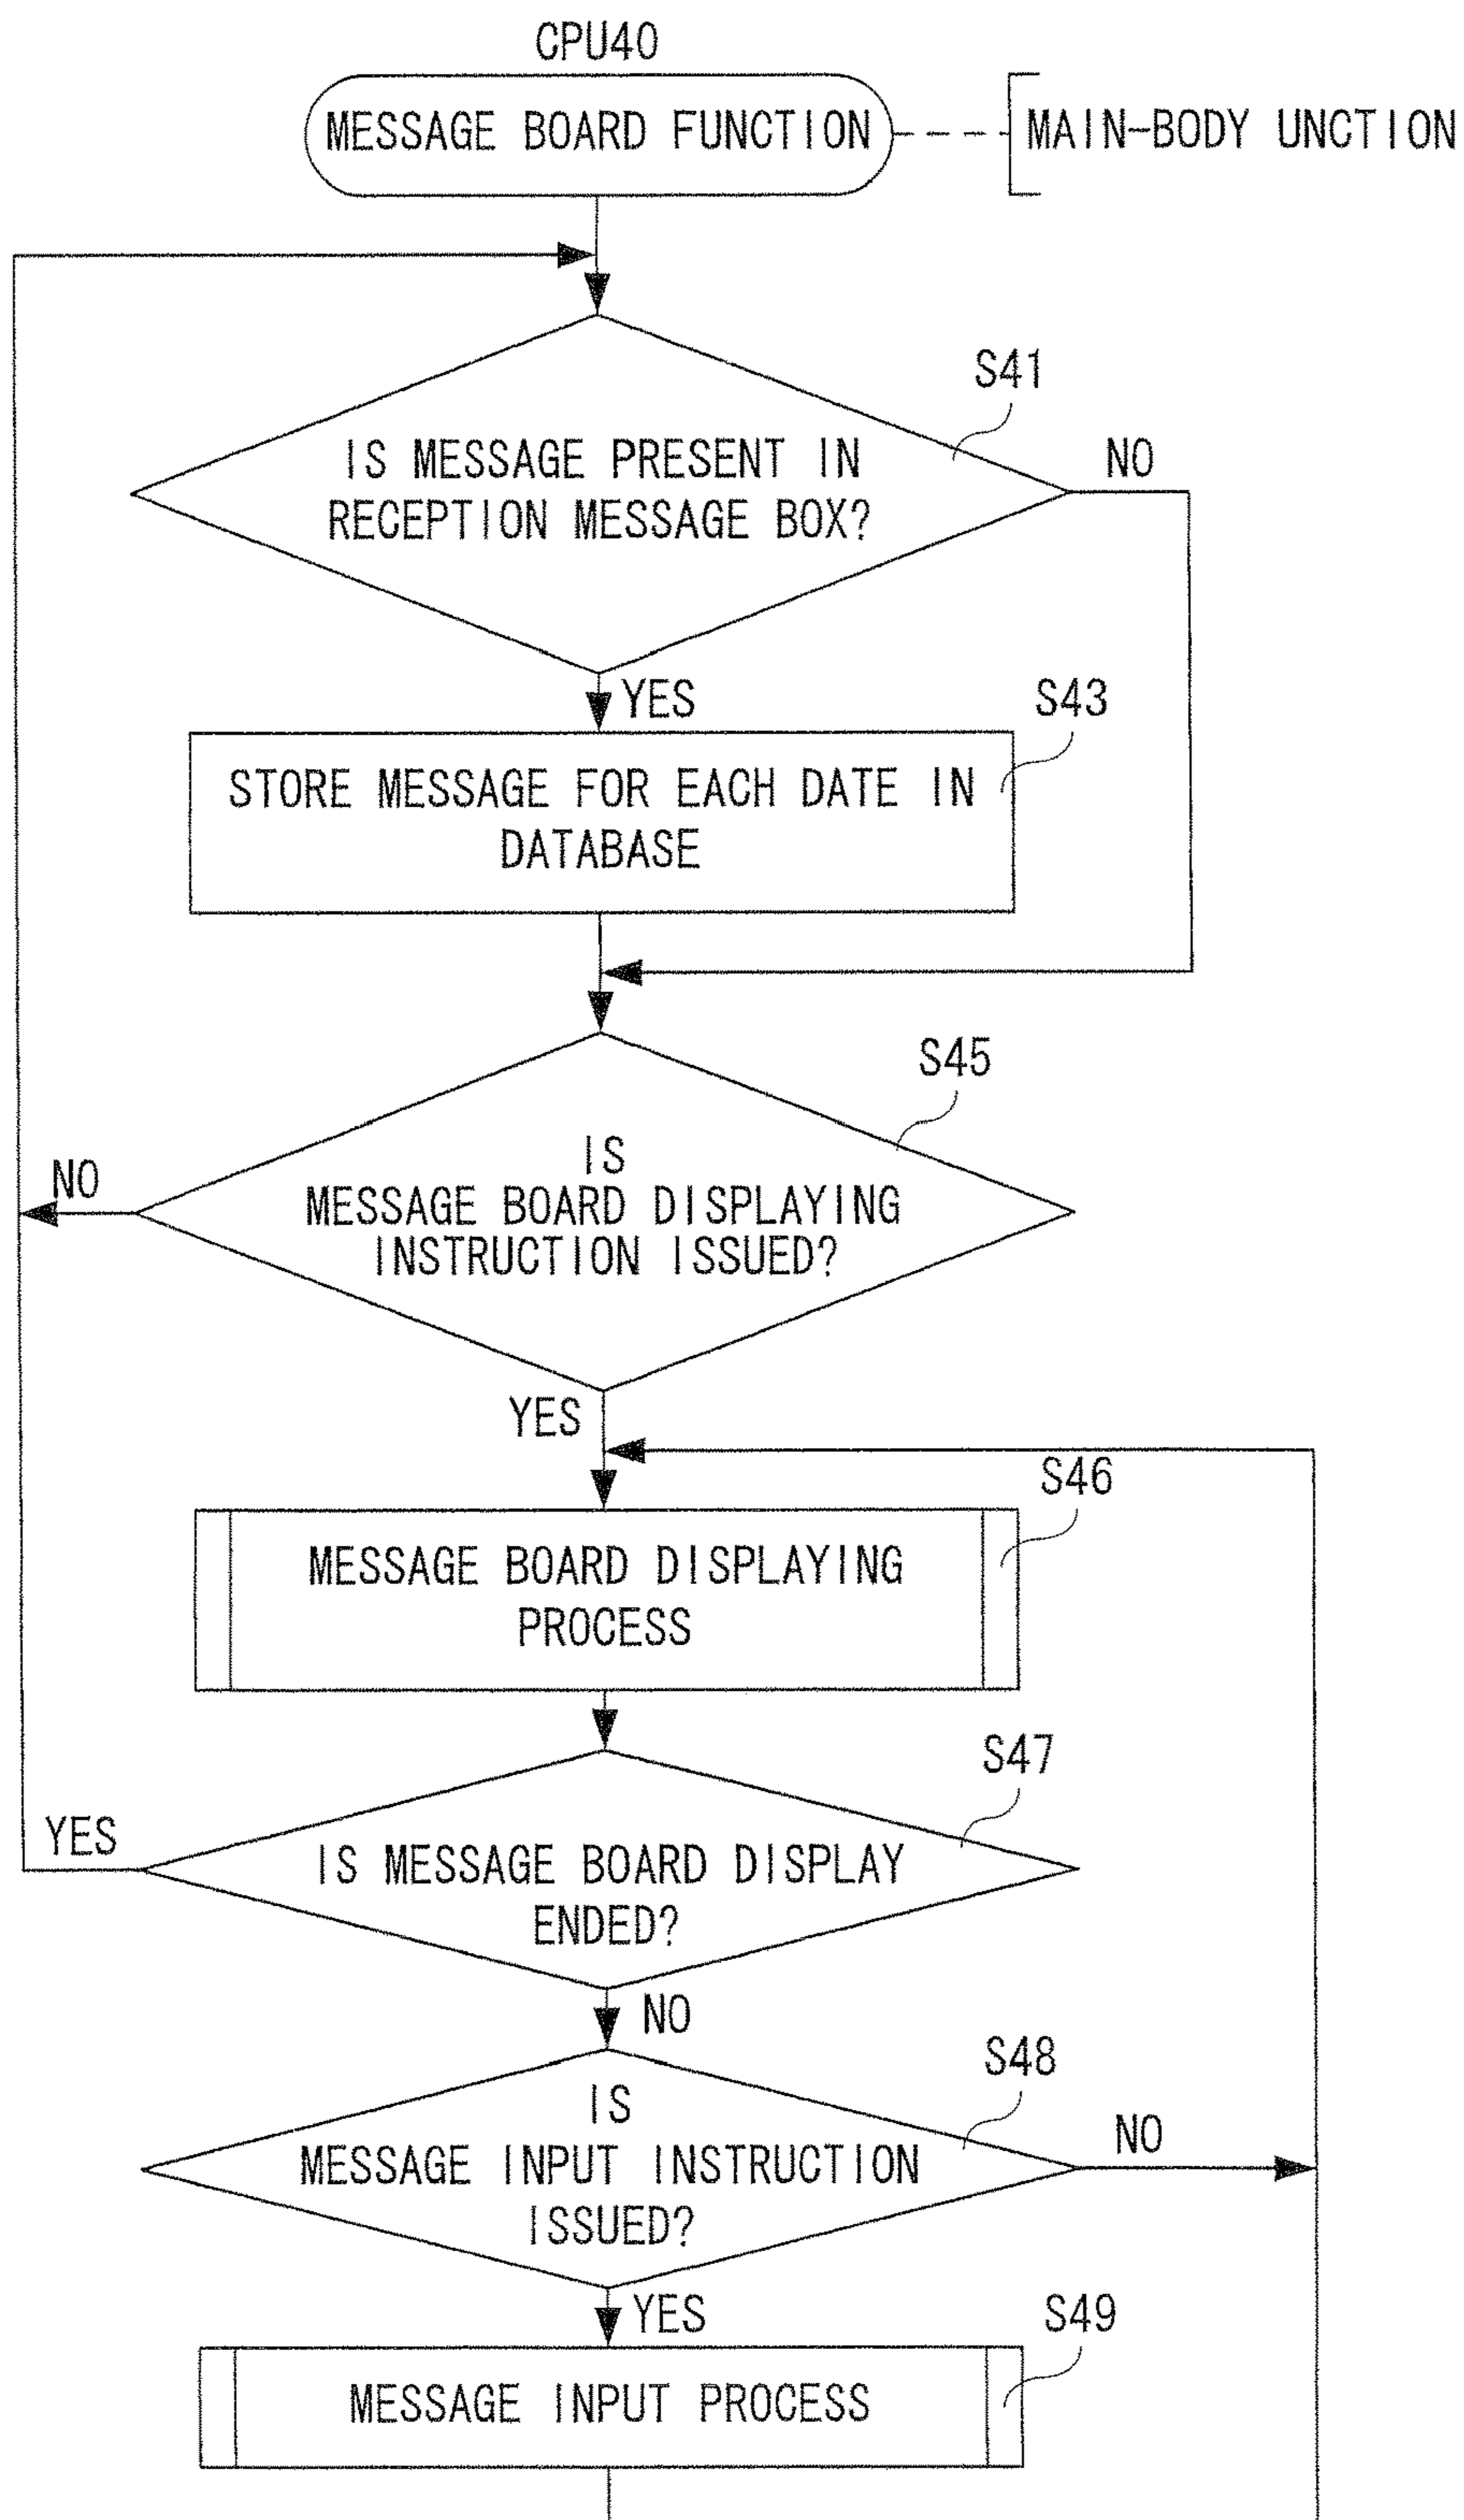 CPU40
MESSAGE BOARD FUNCTION
MAIN-BODY UNCTION
S41
IS MESSAGE PRESENT IN
RECEPTION MESSAGE BOX?
NO
YES
S43
STORE MESSAGE FOR EACH DATE IN
DATABASE
S45
IS
MESSAGE BOARD DISPLAYING
INSTRUCTION ISSUED?
NO
YES
S46
MESSAGE BOARD DISPLAYING
PROCESS
S47
IS MESSAGE BOARD DISPLAY
ENDED?
YES
NO
S48
IS
MESSAGE INPUT INSTRUCTION
ISSUED?
NO
YES
S49
MESSAGE INPUT PROCESS